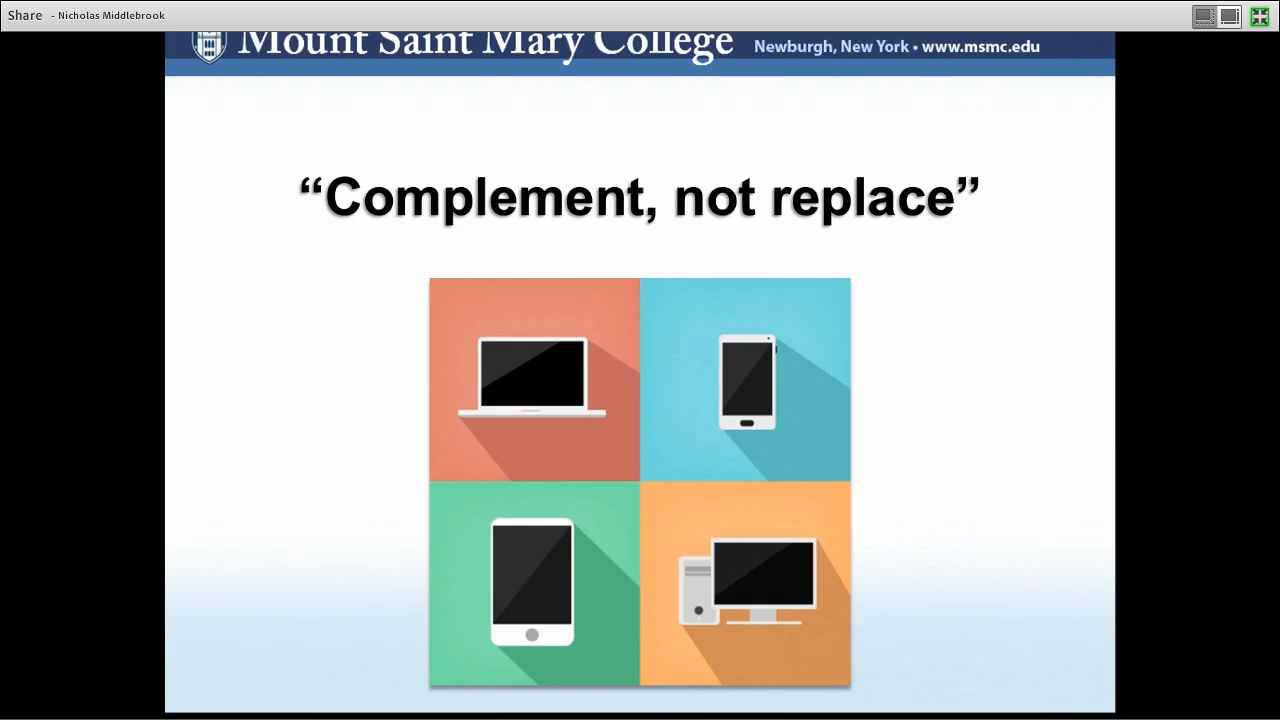 Share - Nicholas Middlebrook
Mount Saint Mary College Newburgh, New York • www.msmc.edu
“Complement, not replace”